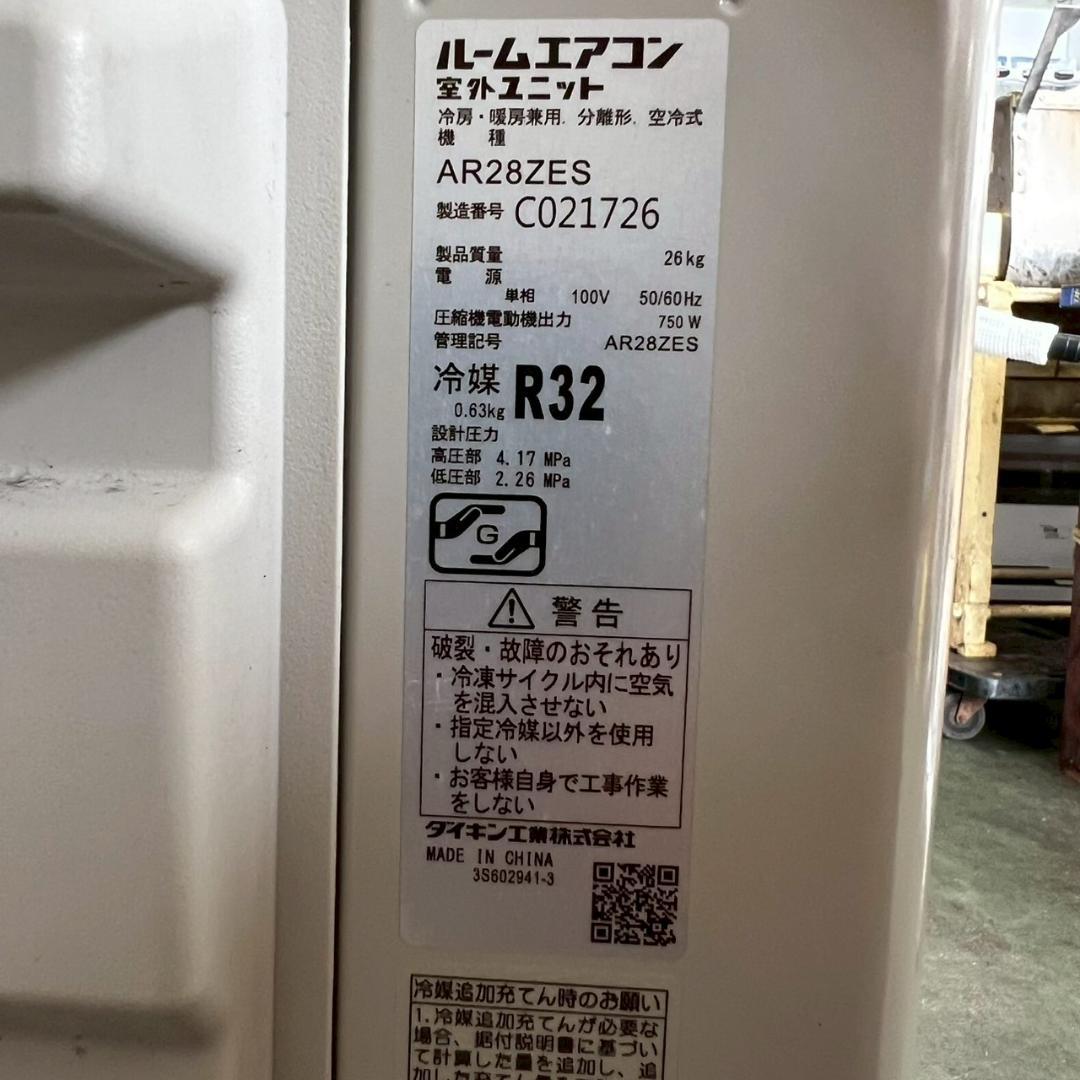 ルームエアコン
室外ユニット
冷房・暖房兼用. 分離形. 空冷式
機 種
AR28ZES
製造番号 C021726
製品質量 26kg
電 源
単相 100V 50/60Hz
圧縮機電動機出力 750W
管理記号 AR28ZES
冷媒 R32
0.63kg
設計圧力
高圧部 4.17 MPa
低圧部 2.26 MPa
G
警告
破裂・故障のおそれあり
・冷凍サイクル内に空気
を混入させない
・指定冷媒以外を使用
しない
・お客様自身で工事作業
をしない
ダイキン工業株式会社
MADE IN CHINA
3S602941-3
冷媒追加充てん時のお願い
1.冷媒追加充てんが必要な
場合、据付説明書に基づい
て計算した量を追加し、追